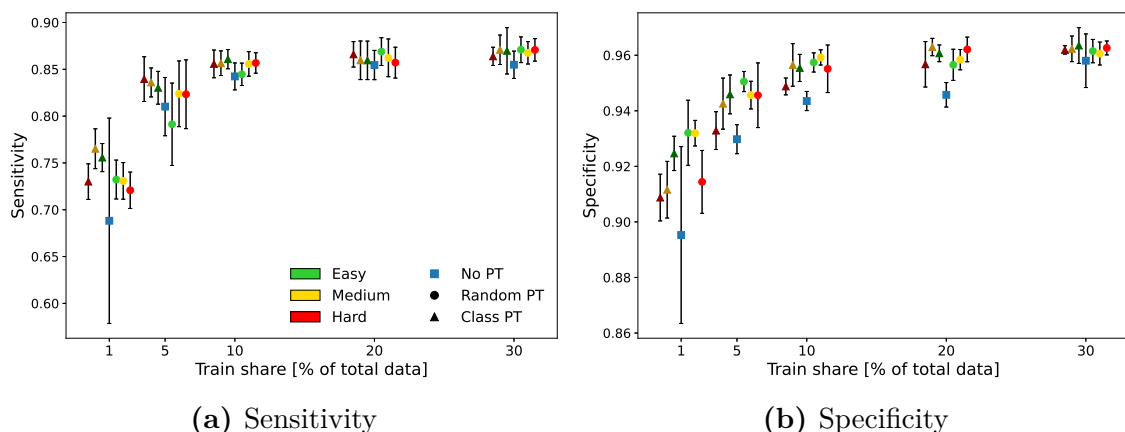 0.90
0.85
0.80
0.75
0.70
0.65
0.60
Sensitivity
Easy
Medium
Hard
No PT
Random PT
Class PT
1 5 10 20 30
Train share [% of total data]
(a) Sensitivity
0.96
0.94
0.92
0.90
0.88
0.86
Specificity
1 5 10 20 30
Train share [% of total data]
(b) Specificity